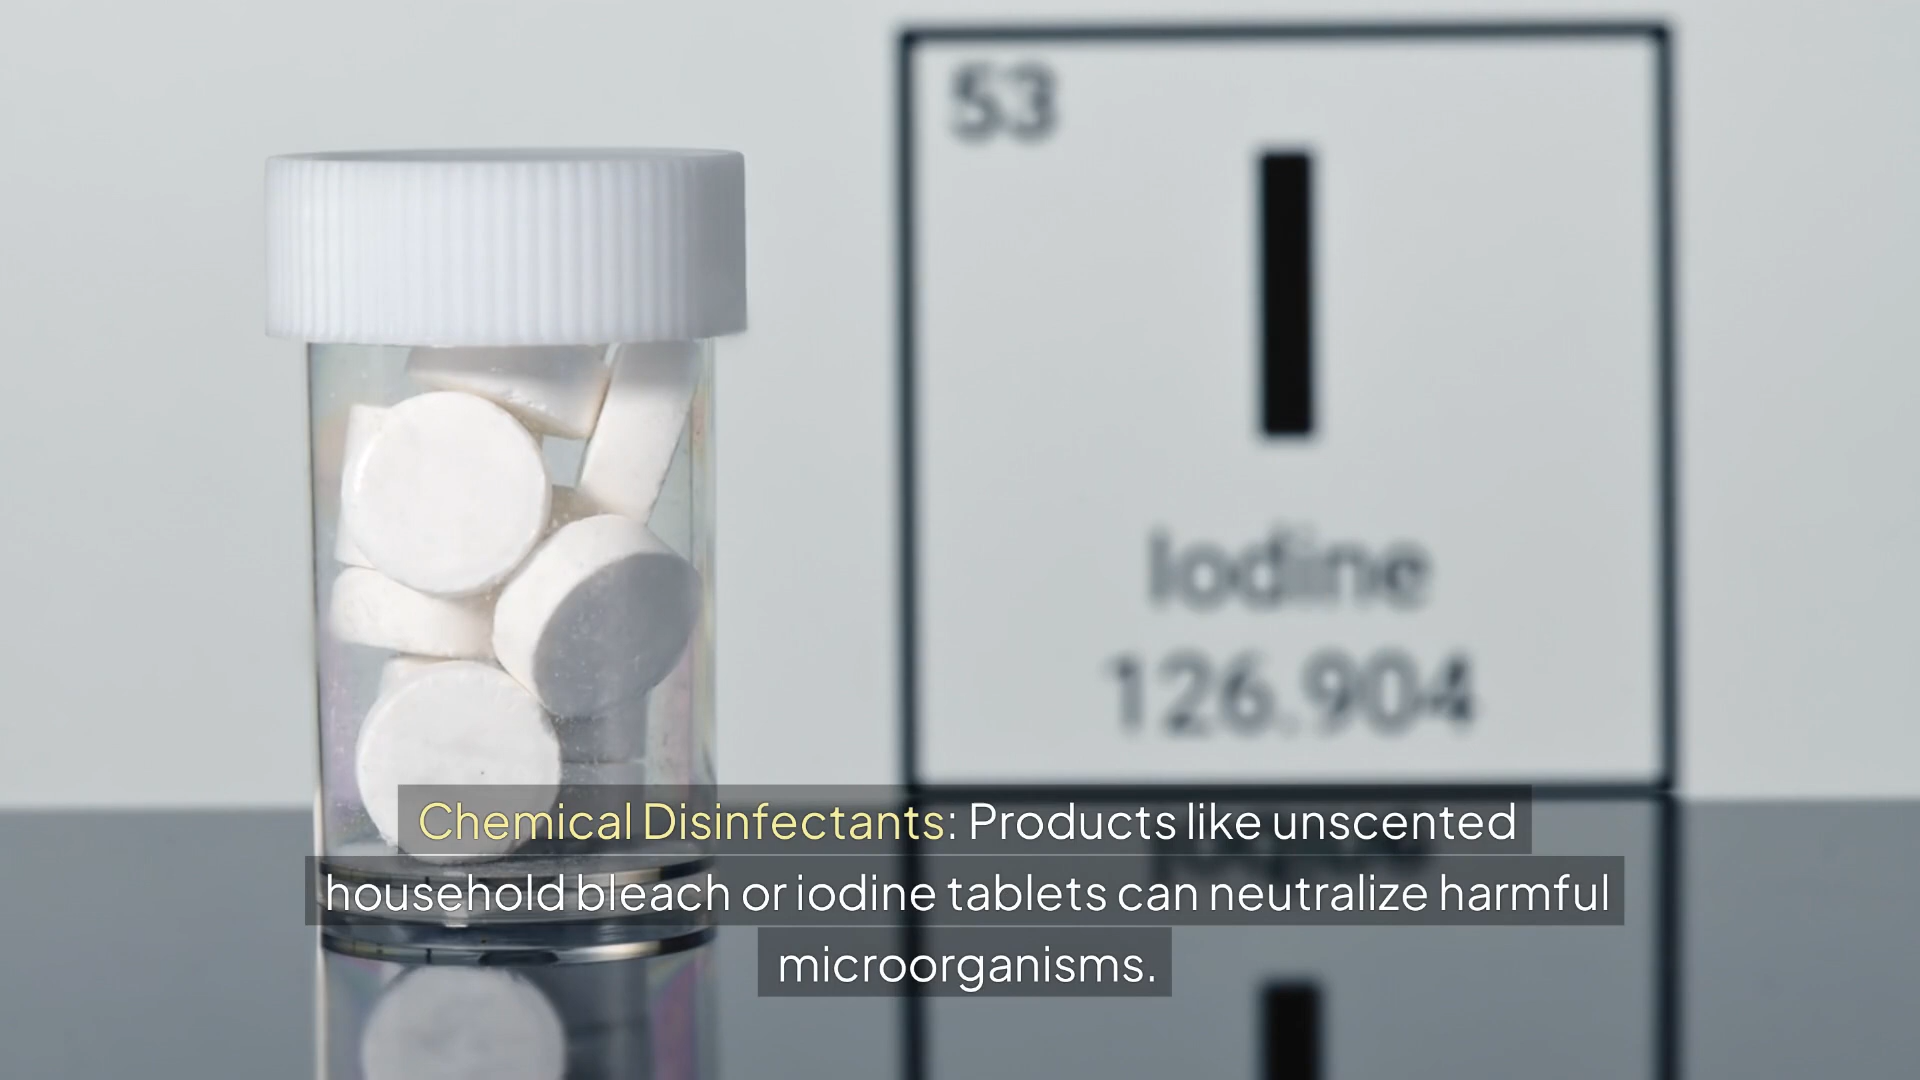 53
I
Iodine
126.904
Chemical Disinfectants: Products like unscented
household bleach or iodine tablets can neutralize harmful
microorganisms.